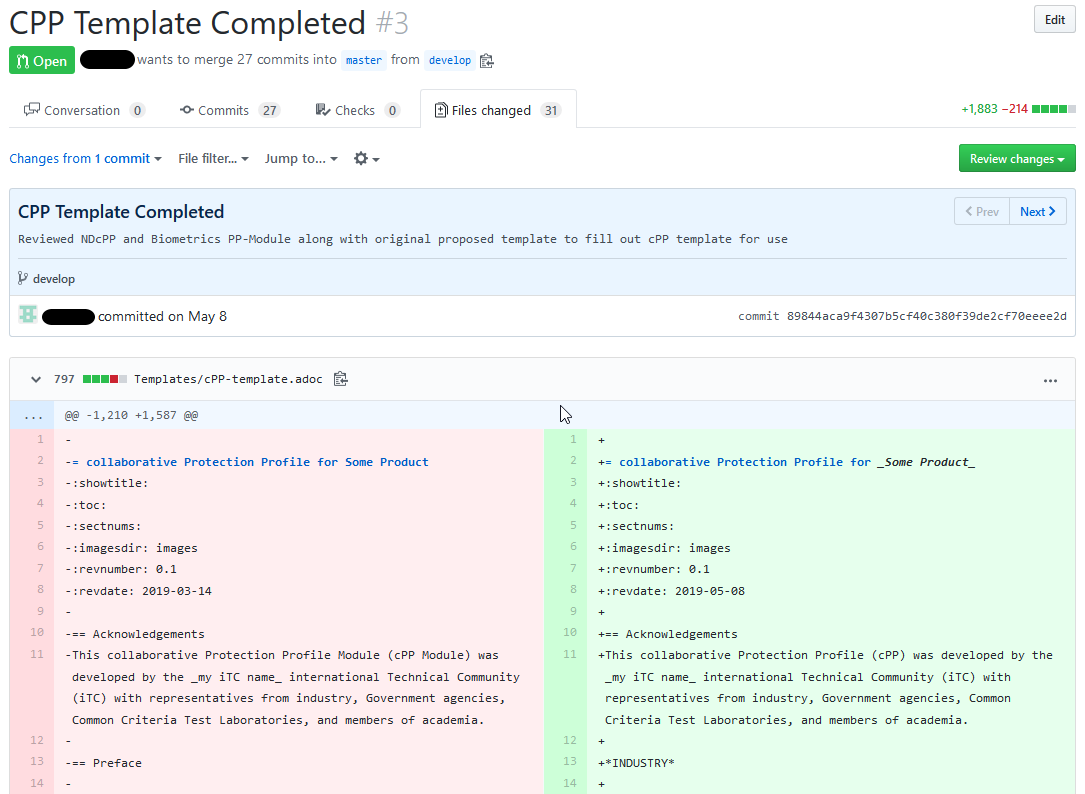 CPP Template Completed #3
Edit
Open wants to merge 27 commits into master from develop
Conversation 0 Commits 27 Checks 0 Files changed 31
+1,883 −214
Changes from 1 commit File filter... Jump to...
Review changes
CPP Template Completed
Prev Next
Reviewed NDcPP and Biometrics PP-Module along with original proposed template to fill out cPP template for use
develop
committed on May 8
commit 89844aca9f4307b5cf40c380f39de2cf70eeee2d
797 Templates/cPP-template.adoc
...
... @@ -1,210 +1,587 @@
1 -
2 -= collaborative Protection Profile for Some Product
3 -:showtitle:
4 -:toc:
5 -:sectnums:
6 -:imagesdir: images
7 -:revnumber: 0.1
8 -:revdate: 2019-03-14
9 -
10 -== Acknowledgements
11 -This collaborative Protection Profile Module (cPP Module) was
developed by the _my iTC name_ international Technical Community
(iTC) with representatives from industry, Government agencies,
Common Criteria Test Laboratories, and members of academia.
12 -
13 -== Preface
14 -
1 +
2 += collaborative Protection Profile for _Some Product_
3 +:showtitle:
4 +:toc:
5 +:sectnums:
6 +:imagesdir: images
7 +:revnumber: 0.1
8 +:revdate: 2019-05-08
9 +
10 +== Acknowledgements
11 +This collaborative Protection Profile (cPP) was developed by the
_my iTC name_ international Technical Community (iTC) with
representatives from industry, Government agencies, Common
Criteria Test Laboratories, and members of academia.
12 +
13 +*INDUSTRY*
14 +